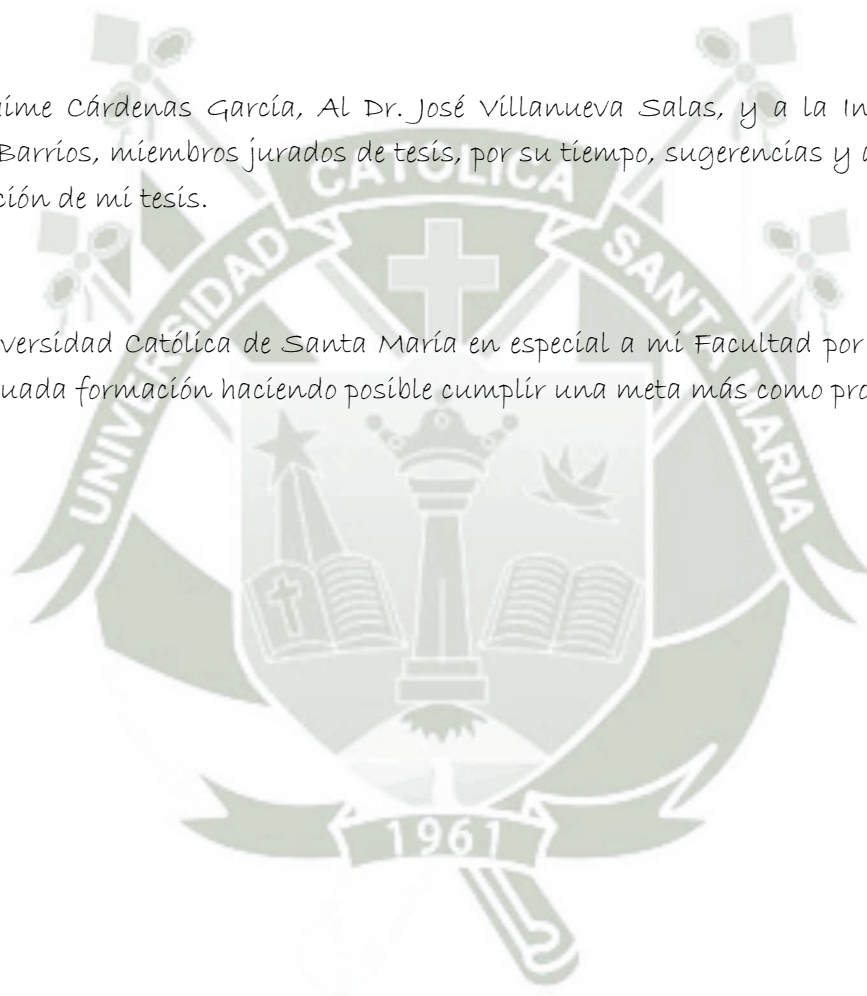 aime Cárdenas García, Al Dr. José Villanueva Salas, y a la In
Barrios, miembros jurados de tesis, por su tiempo, sugerencias y a
ción de mi tesis.
versidad Católica de Santa María en especial a mi Facultad por
uada formación haciendo posible cumplir una meta más como pro
UNIVERSIDAD CATOLICA SANTA MARIA
1961